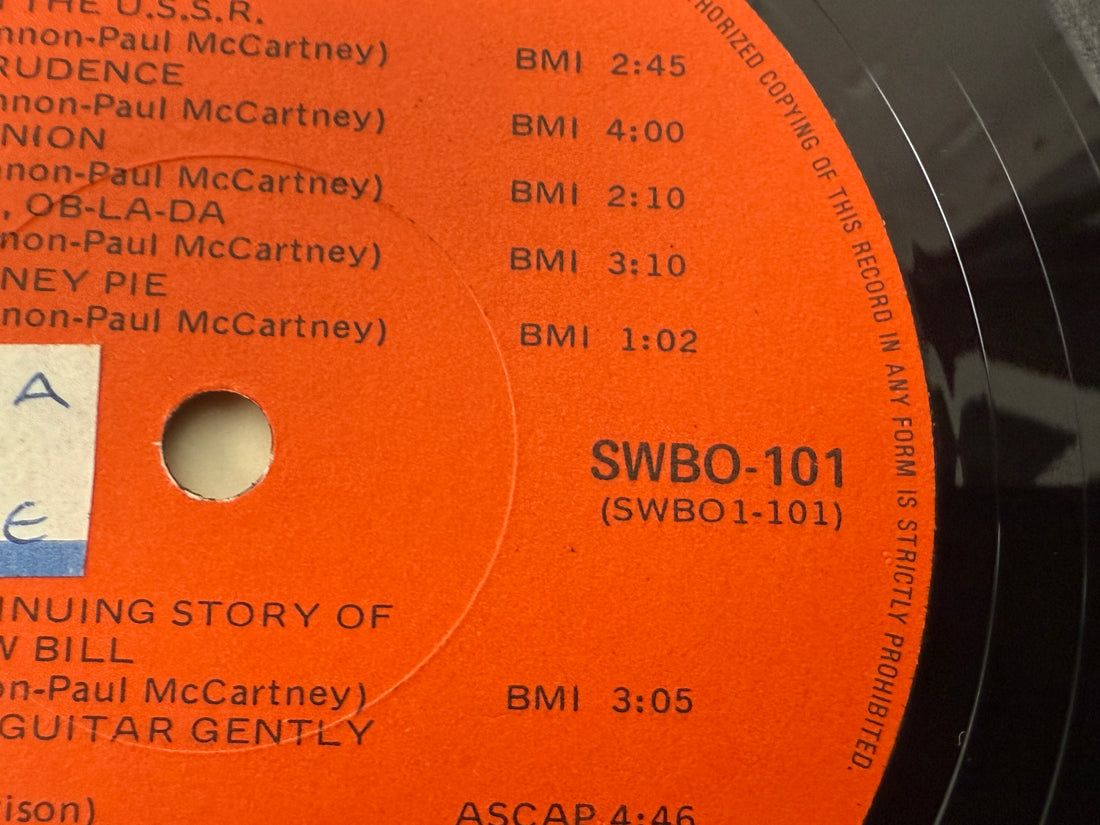 THE U.S.S.R.
nnon-Paul McCartney) BMI 2:45
RUDENCE
nnon-Paul McCartney) BMI 4:00
NION
nnon-Paul McCartney) BMI 2:10
, OB-LA-DA
nnon-Paul McCartney) BMI 3:10
NEY PIE
non-Paul McCartney) BMI 1:02
A
E
SWBO-101
(SWBO1-101)
INUING STORY OF
W BILL
on-Paul McCartney) BMI 3:05
GUITAR GENTLY
rison) ASCAP 4:46
HORIZED COPYING OF THIS RECORD IN ANY FORM IS STRICTLY PROHIBITED.